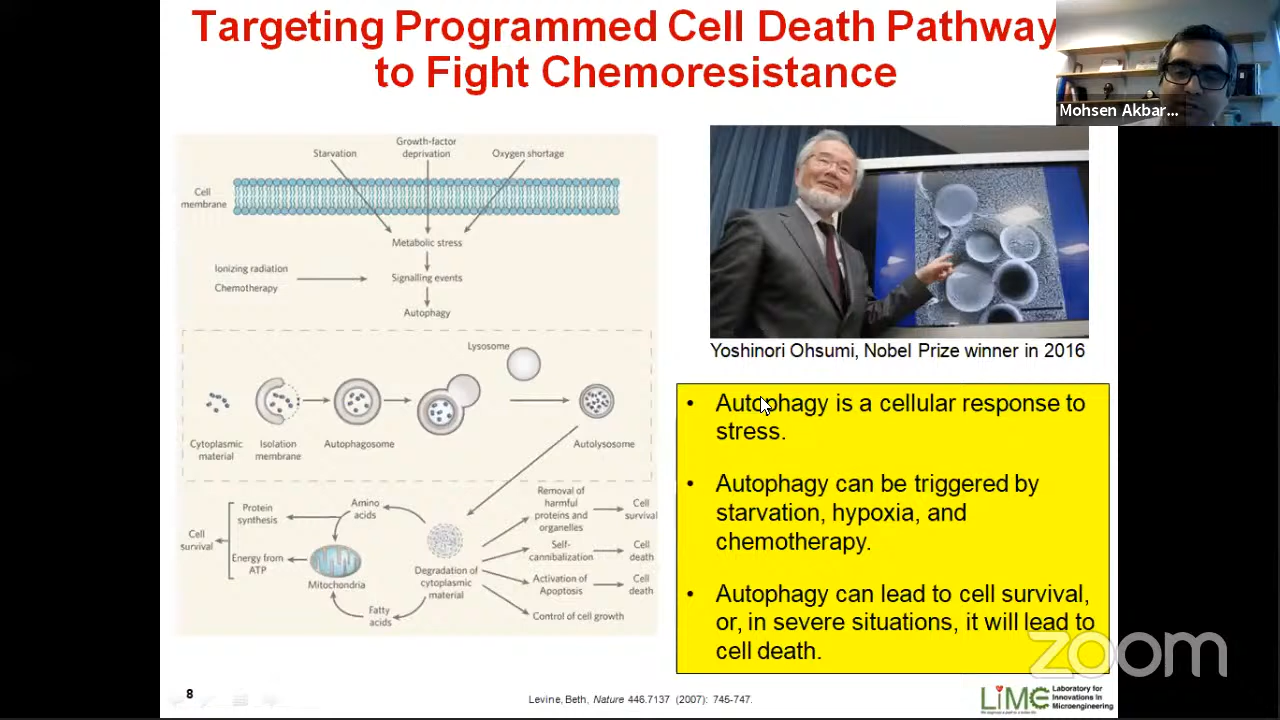 Targeting Programmed Cell Death Pathway
to Fight Chemoresistance
Mohsen Akbar...
Starvation
Growth-factor
deprivation
Oxygen shortage
Cell
membrane
Metabolic stress
Ionizing radiation
Chemotherapy
Signalling events
Autophagy
Lysosome
Cytoplasmic
material
Isolation
membrane
Autophagosome
Autolysosome
Protein
synthesis
Amino
acids
Cell
survival
Energy from
ATP
Mitochondria
Fatty
acids
Degradation of
cytoplasmic
material
Removal of
harmful
proteins and
organelles
Cell
survival
Self-
cannibalization
Cell
death
Activation of
Apoptosis
Cell
death
Control of cell growth
Yoshinori Ohsumi, Nobel Prize winner in 2016
• Autophagy is a cellular response to
stress.
• Autophagy can be triggered by
starvation, hypoxia, and
chemotherapy.
• Autophagy can lead to cell survival,
or, in severe situations, it will lead to
cell death.
zoom
8
Levine, Beth, Nature 446.7137 (2007): 745-747.
LiME
Laboratory for
Innovations in
Microengineering